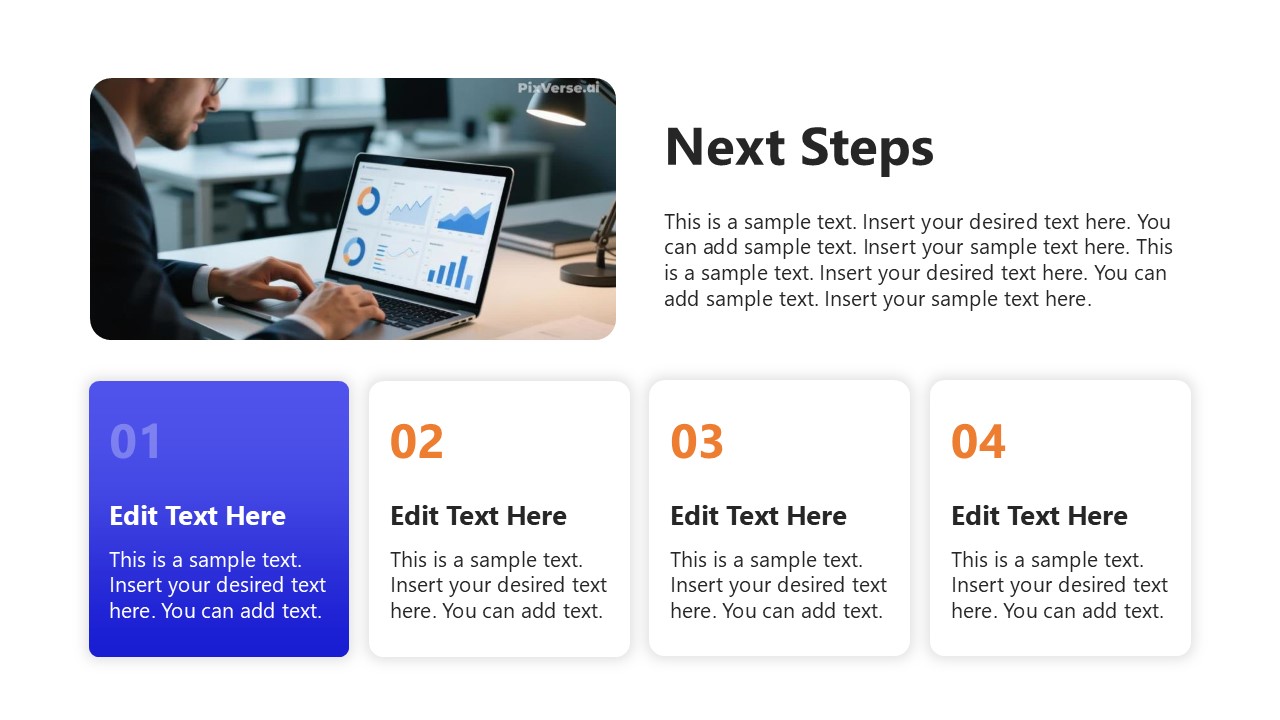 PixVerse.ai
Next Steps
This is a sample text. Insert your desired text here. You
can add sample text. Insert your sample text here. This
is a sample text. Insert your desired text here. You can
add sample text. Insert your sample text here.
01
Edit Text Here
This is a sample text.
Insert your desired text
here. You can add text.
02
Edit Text Here
This is a sample text.
Insert your desired text
here. You can add text.
03
Edit Text Here
This is a sample text.
Insert your desired text
here. You can add text.
04
Edit Text Here
This is a sample text.
Insert your desired text
here. You can add text.